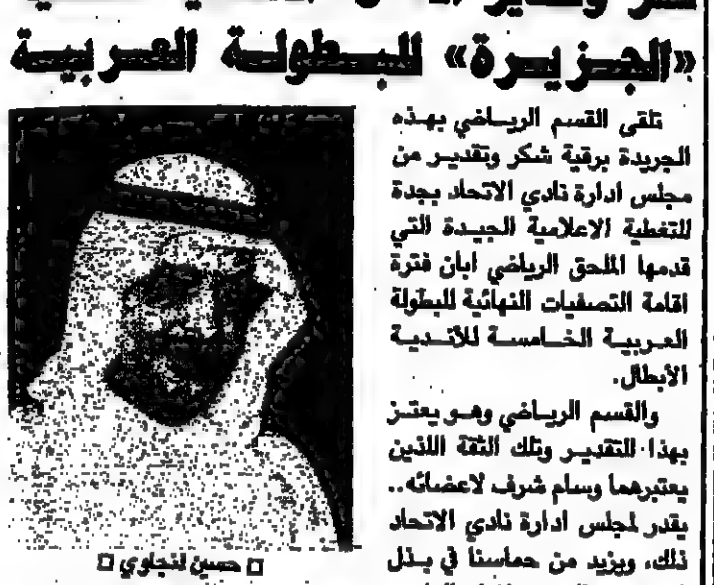 «الجزيرة» للبطولة العربية
تلقى القسم الرياضي بهذه
الجريدة برقية شكر وتقدير من
مجلس ادارة نادي الاتحاد بجدة
للتغطية الاعلامية الجيدة التي
قدمها الملحق الرياضي ابان فترة
اقامة التصفيات النهائية للبطولة
العربية الخامسة للأندية
الأبطال.
والقسم الرياضي وهو يعتز
بهذا التقدير وتلك الثقة اللذين
يعتبرهما وسام شرف لاعضائه..
يقدر لمجلس ادارة نادي الاتحاد
ذلك، ويزيد من حماسنا في بذل
□ حسين لنجاوي □